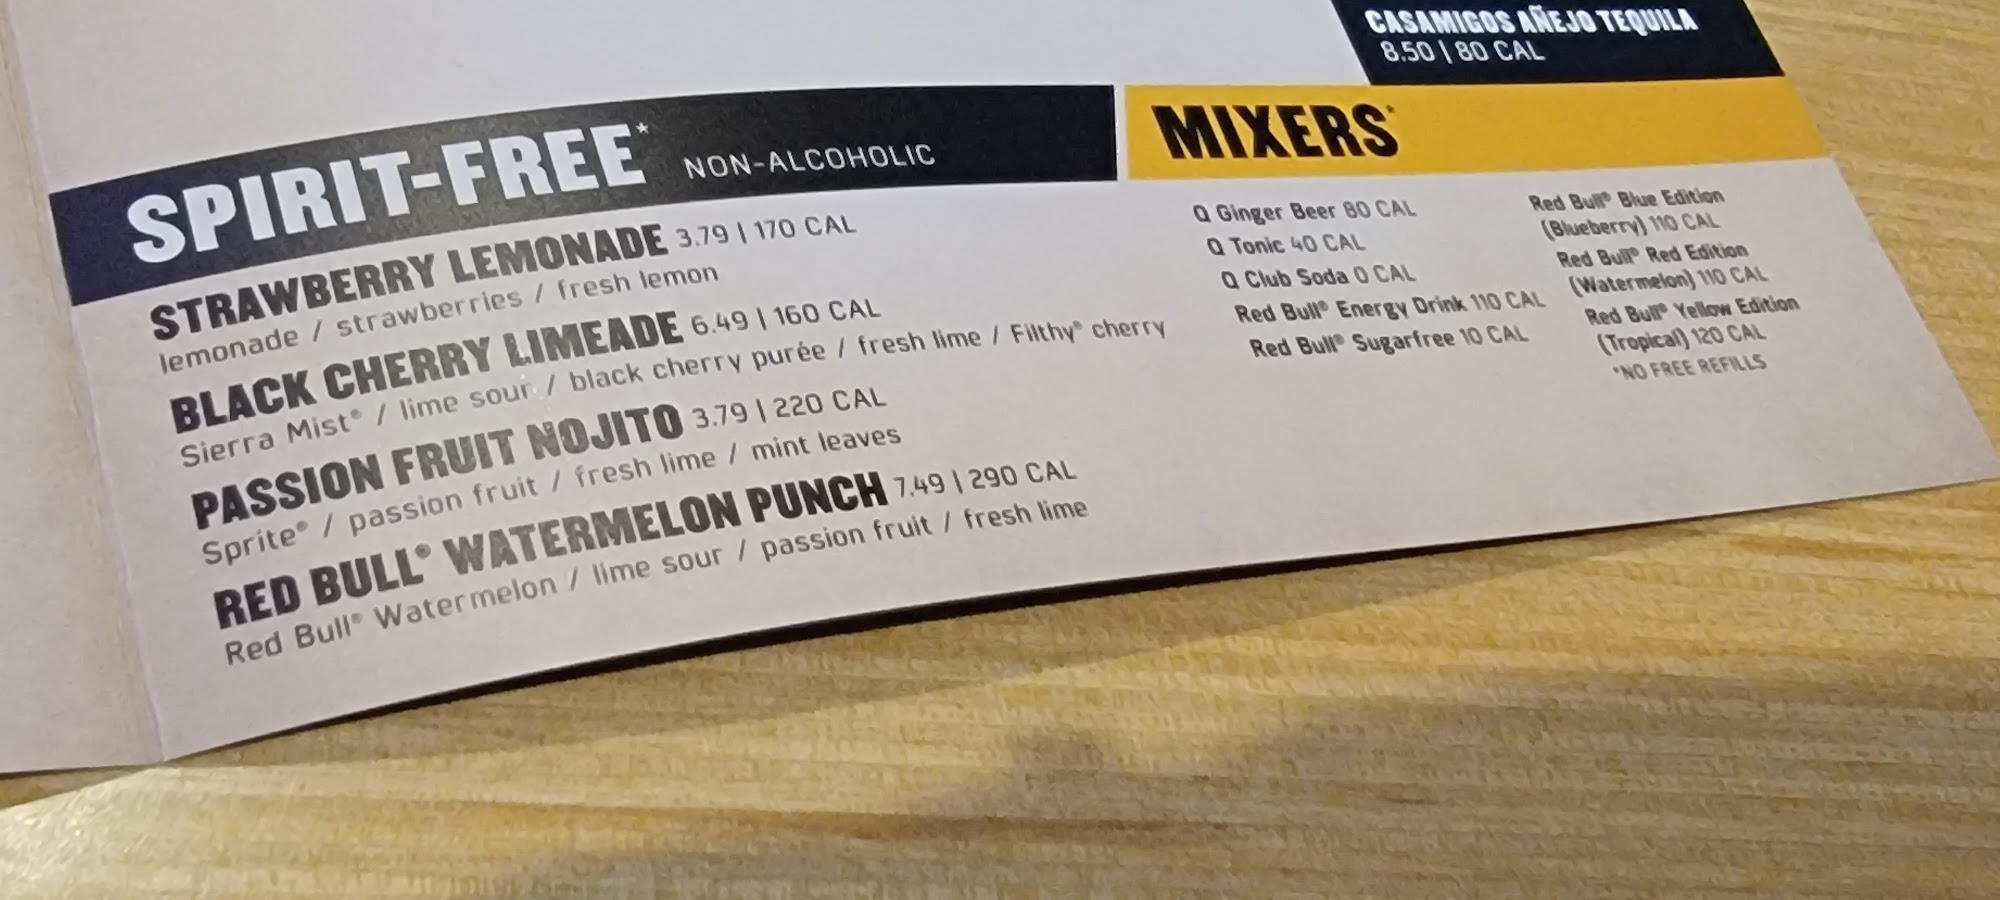 CASAMIGOS AÑEJO TEQUILA
8.50 | 80 CAL
SPIRIT-FREE* NON-ALCOHOLIC
STRAWBERRY LEMONADE 3.79 | 170 CAL
lemonade / strawberries / fresh lemon
BLACK CHERRY LIMEADE 6.49 | 160 CAL
Sierra Mist® / lime sour / black cherry purée / fresh lime / Filthy® cherry
PASSION FRUIT NOJITO 3.79 | 220 CAL
Sprite® / passion fruit / fresh lime / mint leaves
RED BULL® WATERMELON PUNCH 7.49 | 290 CAL
Red Bull® Watermelon / lime sour / passion fruit / fresh lime
MIXERS*
Q Ginger Beer 80 CAL
Q Tonic 40 CAL
Q Club Soda 0 CAL
Red Bull® Energy Drink 110 CAL
Red Bull® Sugarfree 10 CAL
Red Bull® Blue Edition
(Blueberry) 110 CAL
Red Bull® Red Edition
(Watermelon) 110 CAL
Red Bull® Yellow Edition
(Tropical) 120 CAL
*NO FREE REFILLS